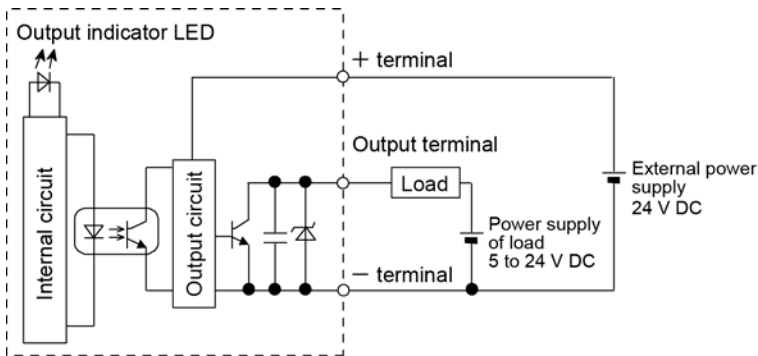 Output indicator LED
+ terminal
Output terminal
Internal circuit
Output circuit
Load
External power
supply
24 V DC
Power supply
of load
5 to 24 V DC
− terminal